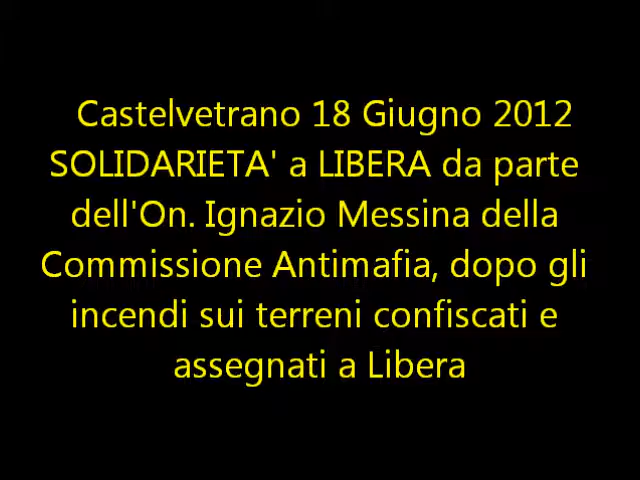 Castelvetrano 18 Giugno 2012
SOLIDARIETA' a LIBERA da parte
dell'On. Ignazio Messina della
Commissione Antimafia, dopo gli
incendi sui terreni confiscati e
assegnati a Libera